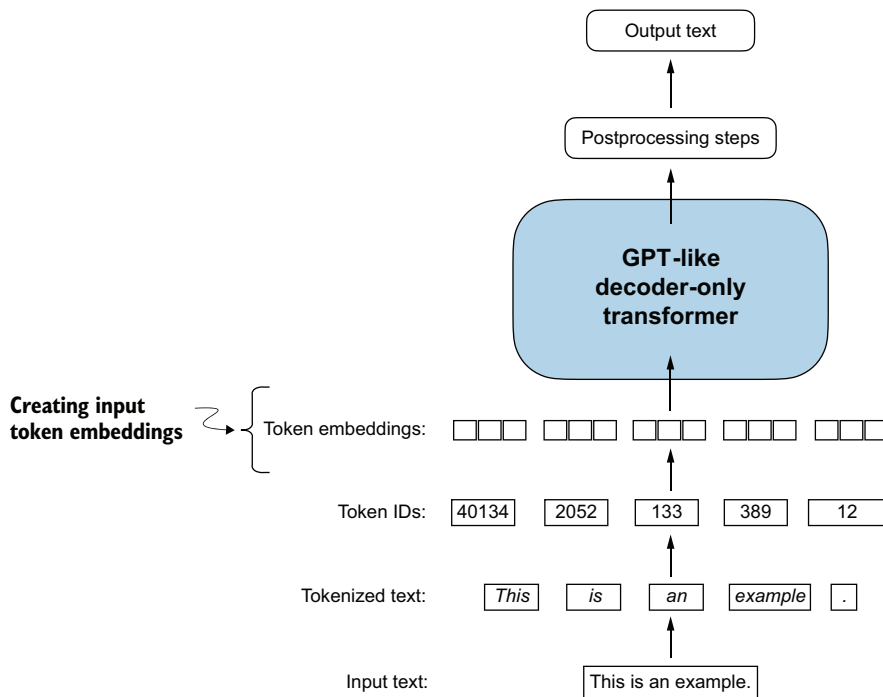 Output text
Postprocessing steps
GPT-like
decoder-only
transformer
Creating input
token embeddings
Token embeddings:
Token IDs: 40134 2052 133 389 12
Tokenized text: This is an example .
Input text: This is an example.